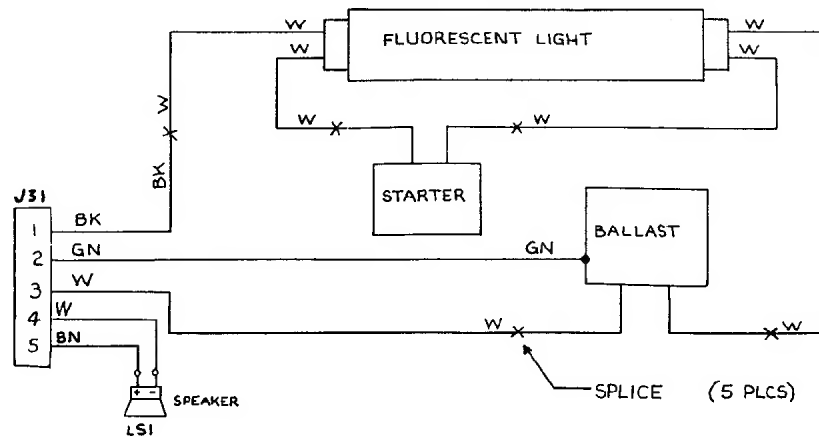 W
W
FLUORESCENT LIGHT
W
W
W
BK
W
W
STARTER
J31
1 BK
2 GN
3 W
4 W
5 BN
GN
BALLAST
W
W
+ -
SPEAKER
LS1
SPLICE (5 PLCS)